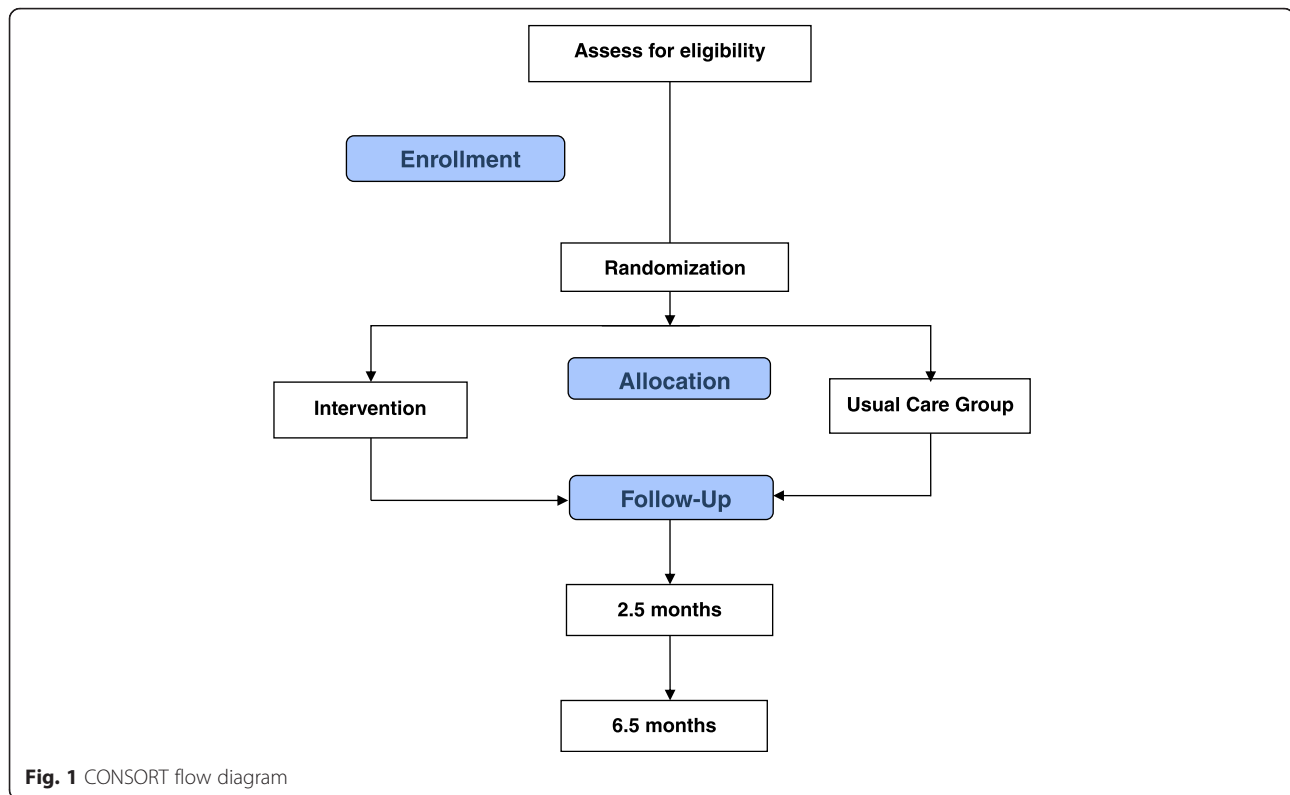 Assess for eligibility
Enrollment
Randomization
Allocation
Intervention
Usual Care Group
Follow-Up
2.5 months
6.5 months
Fig. 1 CONSORT flow diagram